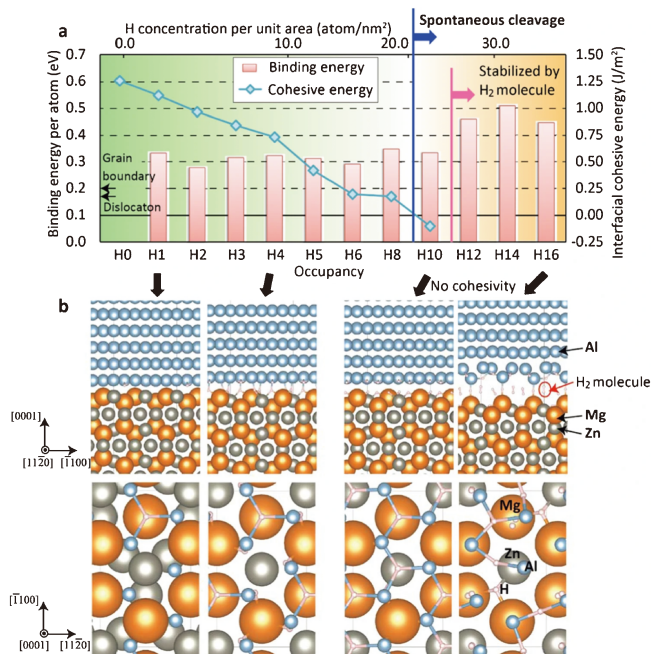 a
H concentration per unit area (atom/nm²)
Spontaneous cleavage
0.0 10.0 20.0 30.0
Binding energy per atom (eV)
0.7
0.6
0.5
0.4
0.3
0.2
0.1
0.0
Binding energy
Cohesive energy
Stabilized by
H₂ molecule
Grain
boundary
Dislocaton
1.50
1.25
1.00
0.75
0.50
0.25
0.00
-0.25
Interfacial cohesive energy (J/m²)
H0 H1 H2 H3 H4 H5 H6 H8 H10 H12 H14 H16
Occupancy
No cohesivity
b
Al
H₂ molecule
Mg
Zn
[0001]
[112̄0] [1̄100]
Mg
Zn
Al
H
[1̄100]
[0001] [112̄0]